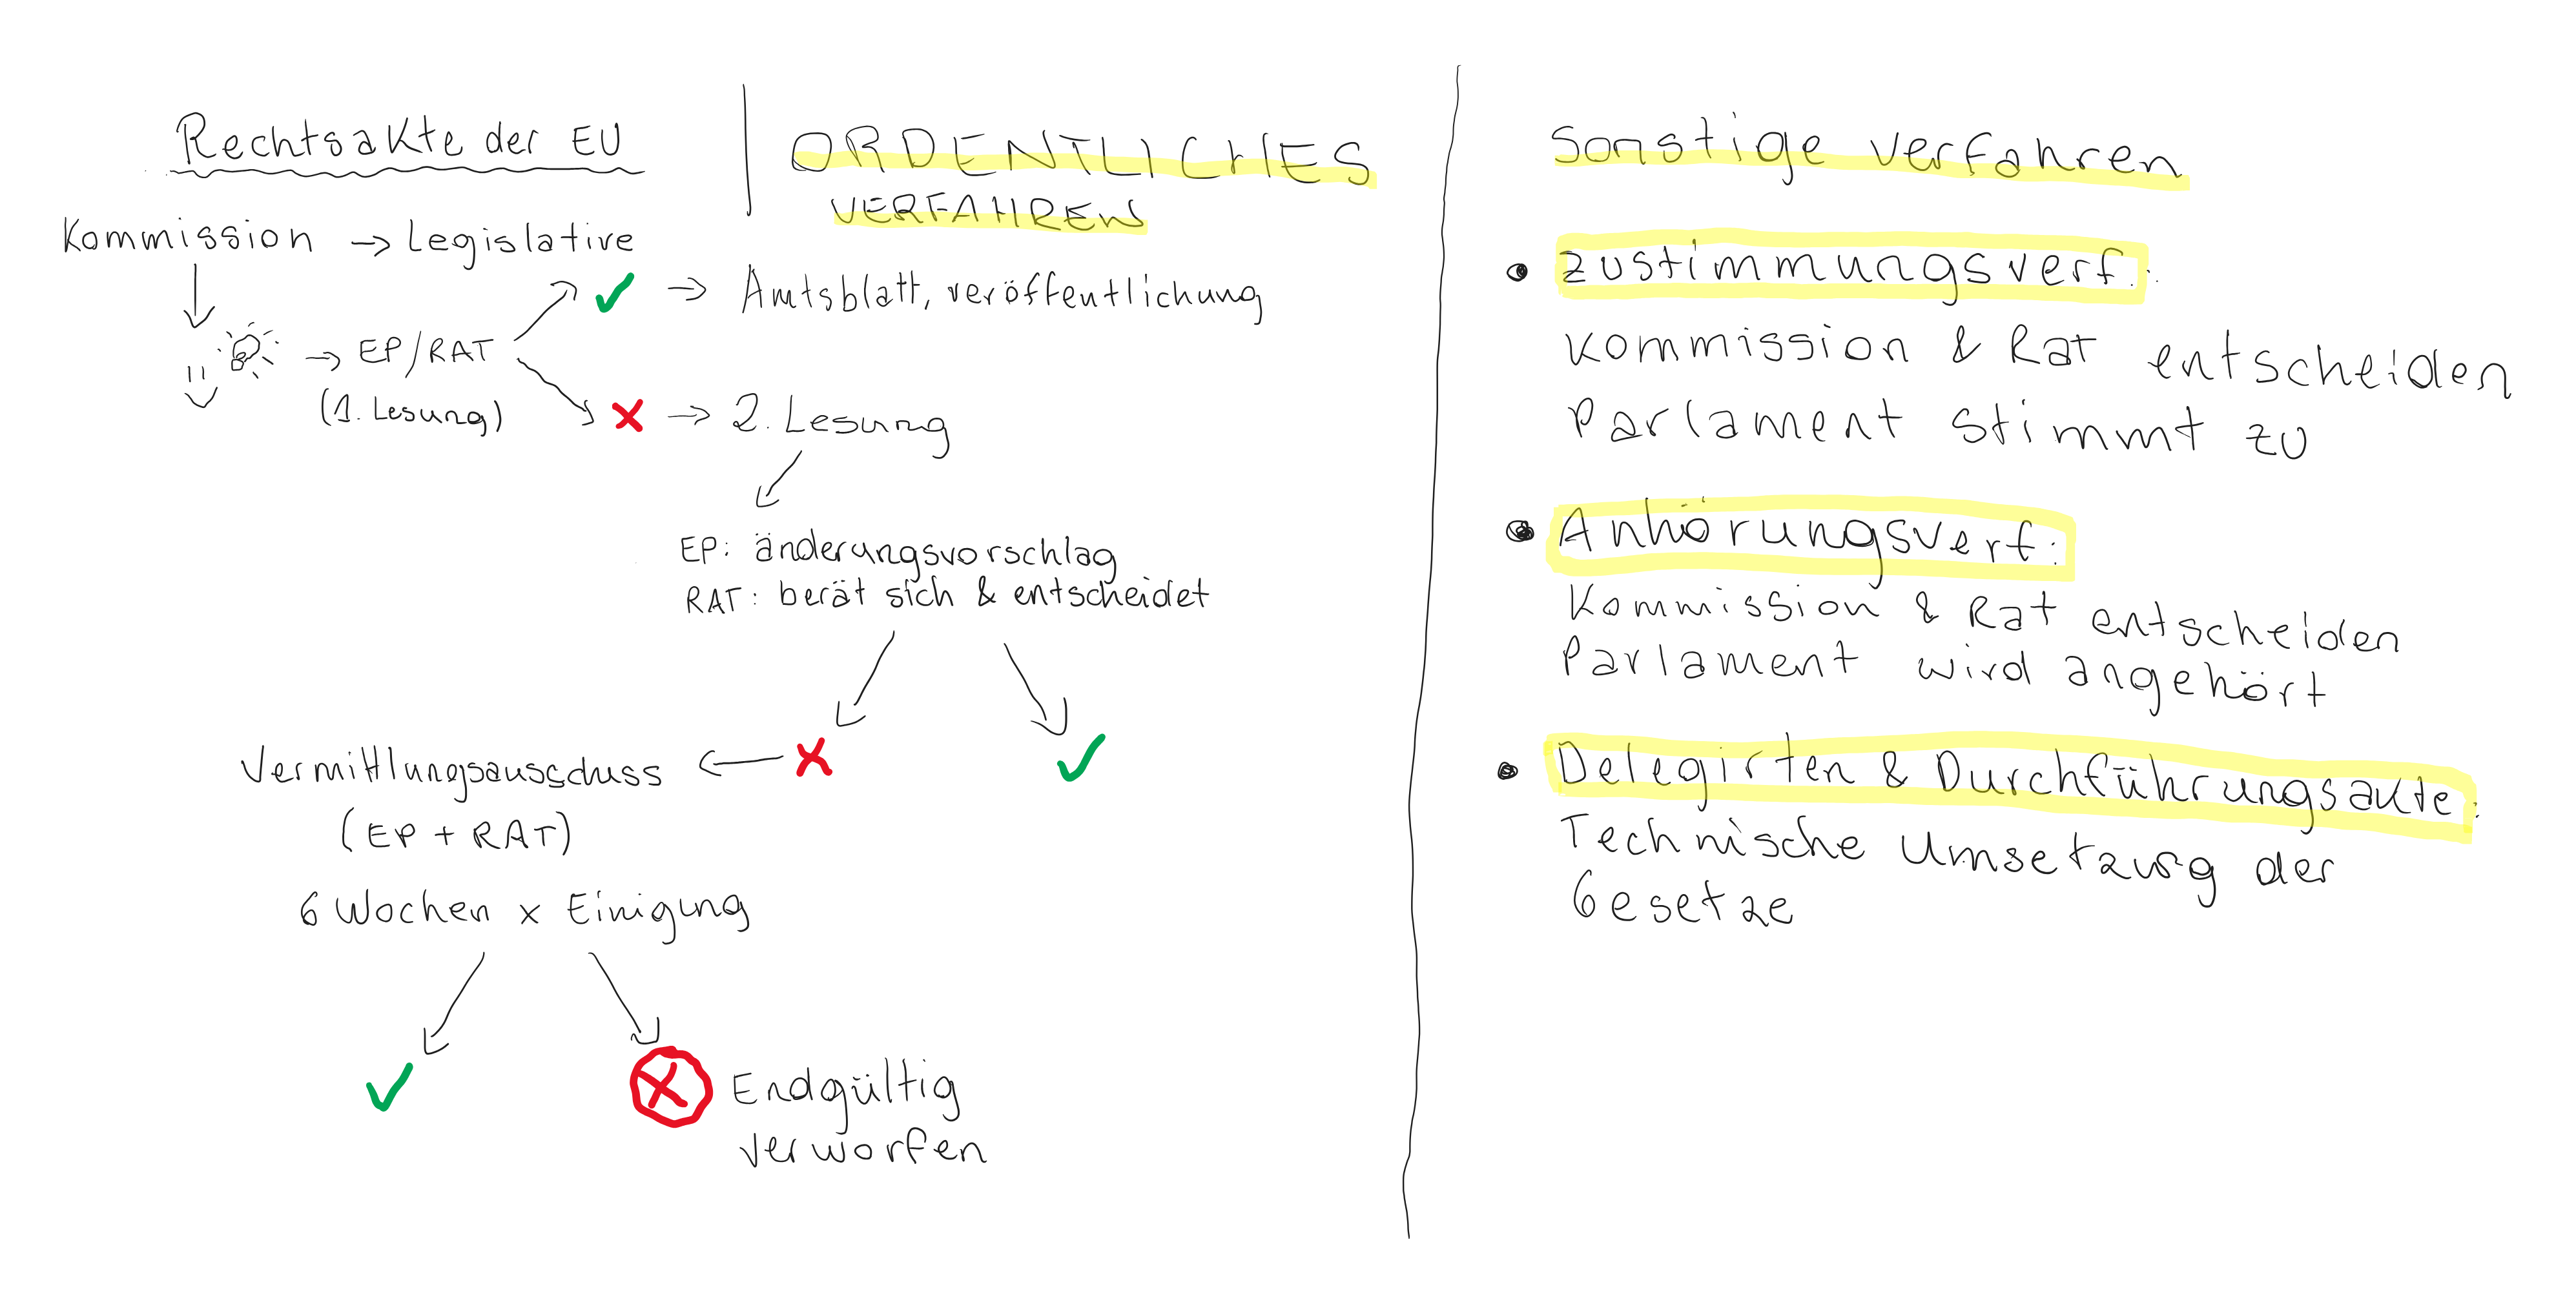 Rechtsakte der EU
ORDENTLICHES
VERFAHREN
Kommission → Legislative
→ Amtsblatt, veröffentlichung
→ EP/RAT
(1. Lesung)
→ 2. Lesung
EP: änderungsvorschlag
RAT: berät sich & entscheidet
Vermittlungsausschuss
(EP + RAT)
6 Wochen x Einigung
Endgültig
verworfen
Sonstige verfahren
• Zustimmungsverf.:
Kommission & Rat entscheiden
Parlament stimmt zu
• Anhörungsverf.:
Kommission & Rat entscheiden
Parlament wird angehört
• Delegirten & Durchführungsakte:
Technische Umsetzung der
Gesetze